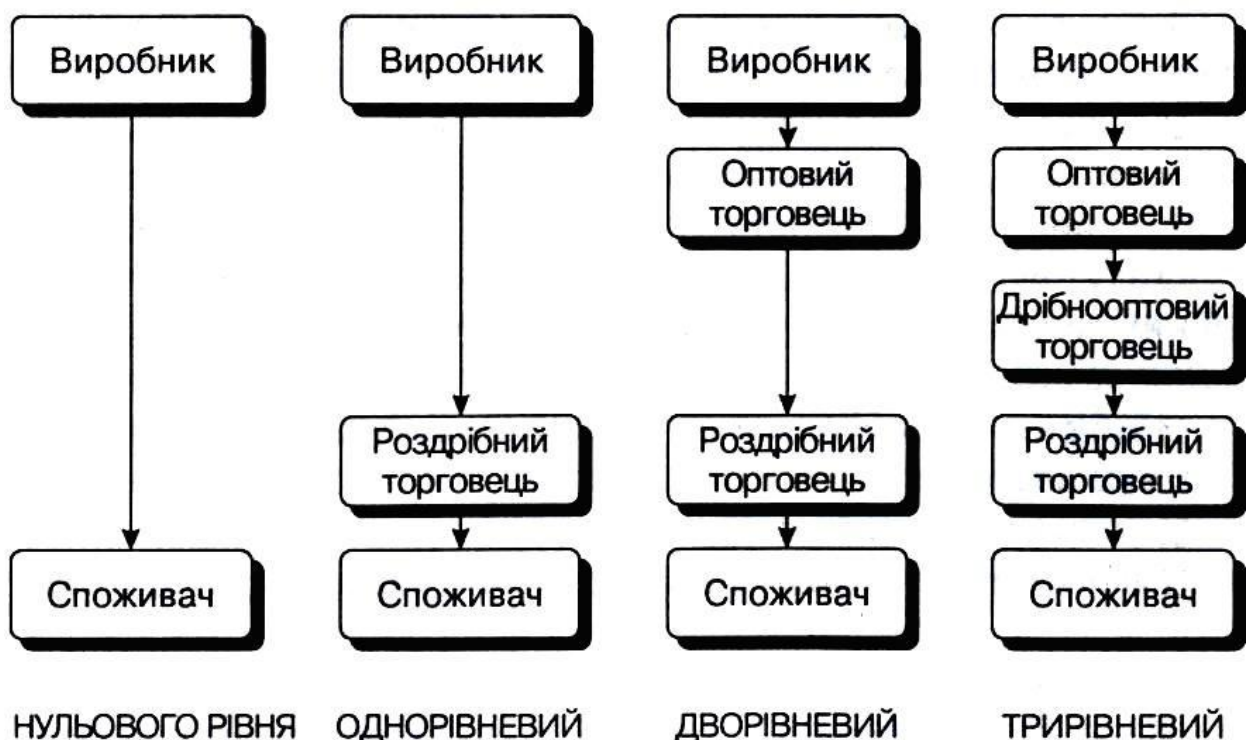 Виробник
Виробник
Виробник
Виробник
Оптовий
торговець
Оптовий
торговець
Дрібнооптовий
торговець
Роздрібний
торговець
Роздрібний
торговець
Роздрібний
торговець
Споживач
Споживач
Споживач
Споживач
НУЛЬОВОГО РІВНЯ
ОДНОРІВНЕВИЙ
ДВОРІВНЕВИЙ
ТРИРІВНЕВИЙ